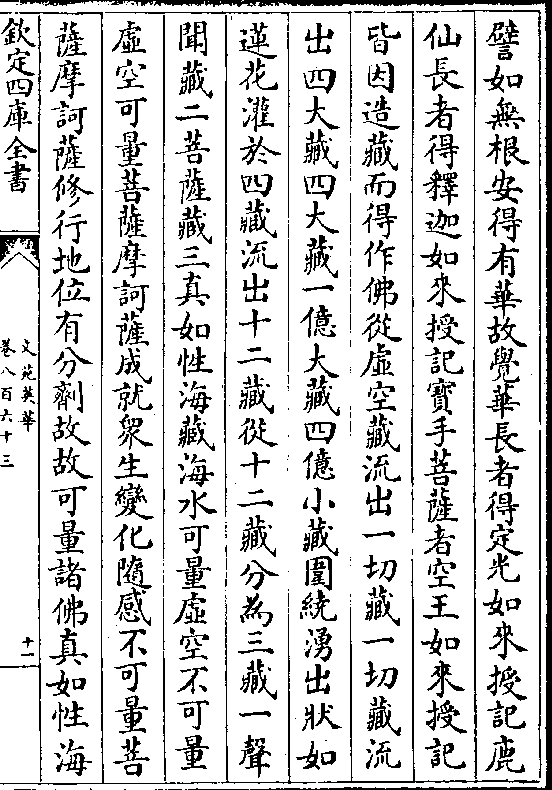 譬如無根安得有華故覺華長者得定光如來授記鹿
仙長者得釋迦如來授記寶手菩薩者空王如來授記
皆因造藏而得作佛從虛空藏流出一切藏一切藏流
出四大藏四大藏一億大藏四億小藏圍繞湧出狀如
蓮花灌於四藏流出十二藏從十二藏分為三藏一聲
聞藏二菩薩藏三真如性海藏海水可量虛空不可量
虛空可量菩薩摩訶薩成就衆生變化隨感不可量菩
薩摩訶薩修行地位有分劑故故可量諸佛真如性海
欽定四庫全書
文苑英華
卷八百六十三
十一